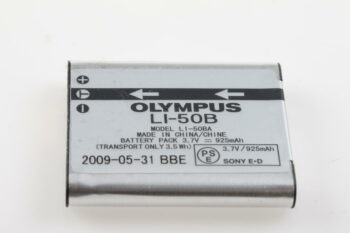 OLYMPUS
LI-50B
MODEL LI-50BA
MADE IN CHINA/CHINE
BATTERY PACK 3.7V ⎓ 925mAh
(TRANSPORT ONLY 3.5Wh)
2009-05-31 BBE
PS
E
3.7V/925mAh
SONY E·D